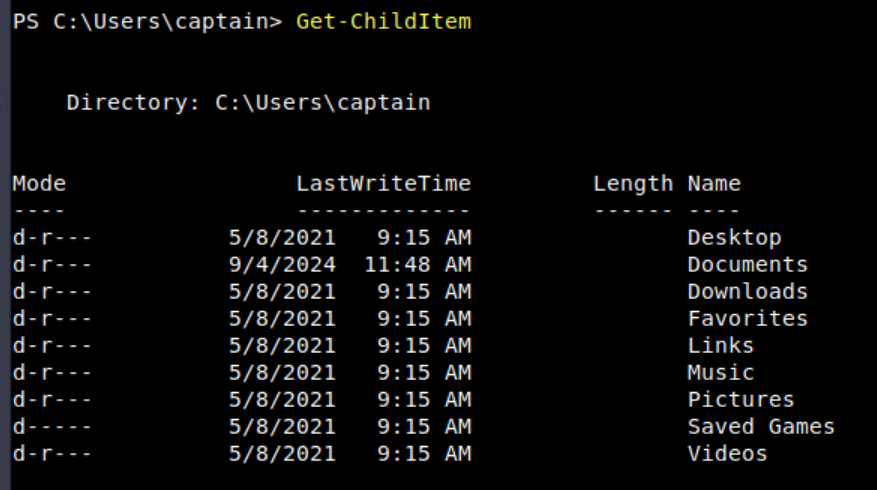 PS C:\Users\captain> Get-ChildItem
Directory: C:\Users\captain
Mode LastWriteTime Length Name
---- ------------- ------ ----
d-r--- 5/8/2021 9:15 AM Desktop
d-r--- 9/4/2024 11:48 AM Documents
d-r--- 5/8/2021 9:15 AM Downloads
d-r--- 5/8/2021 9:15 AM Favorites
d-r--- 5/8/2021 9:15 AM Links
d-r--- 5/8/2021 9:15 AM Music
d-r--- 5/8/2021 9:15 AM Pictures
d----- 5/8/2021 9:15 AM Saved Games
d-r--- 5/8/2021 9:15 AM Videos